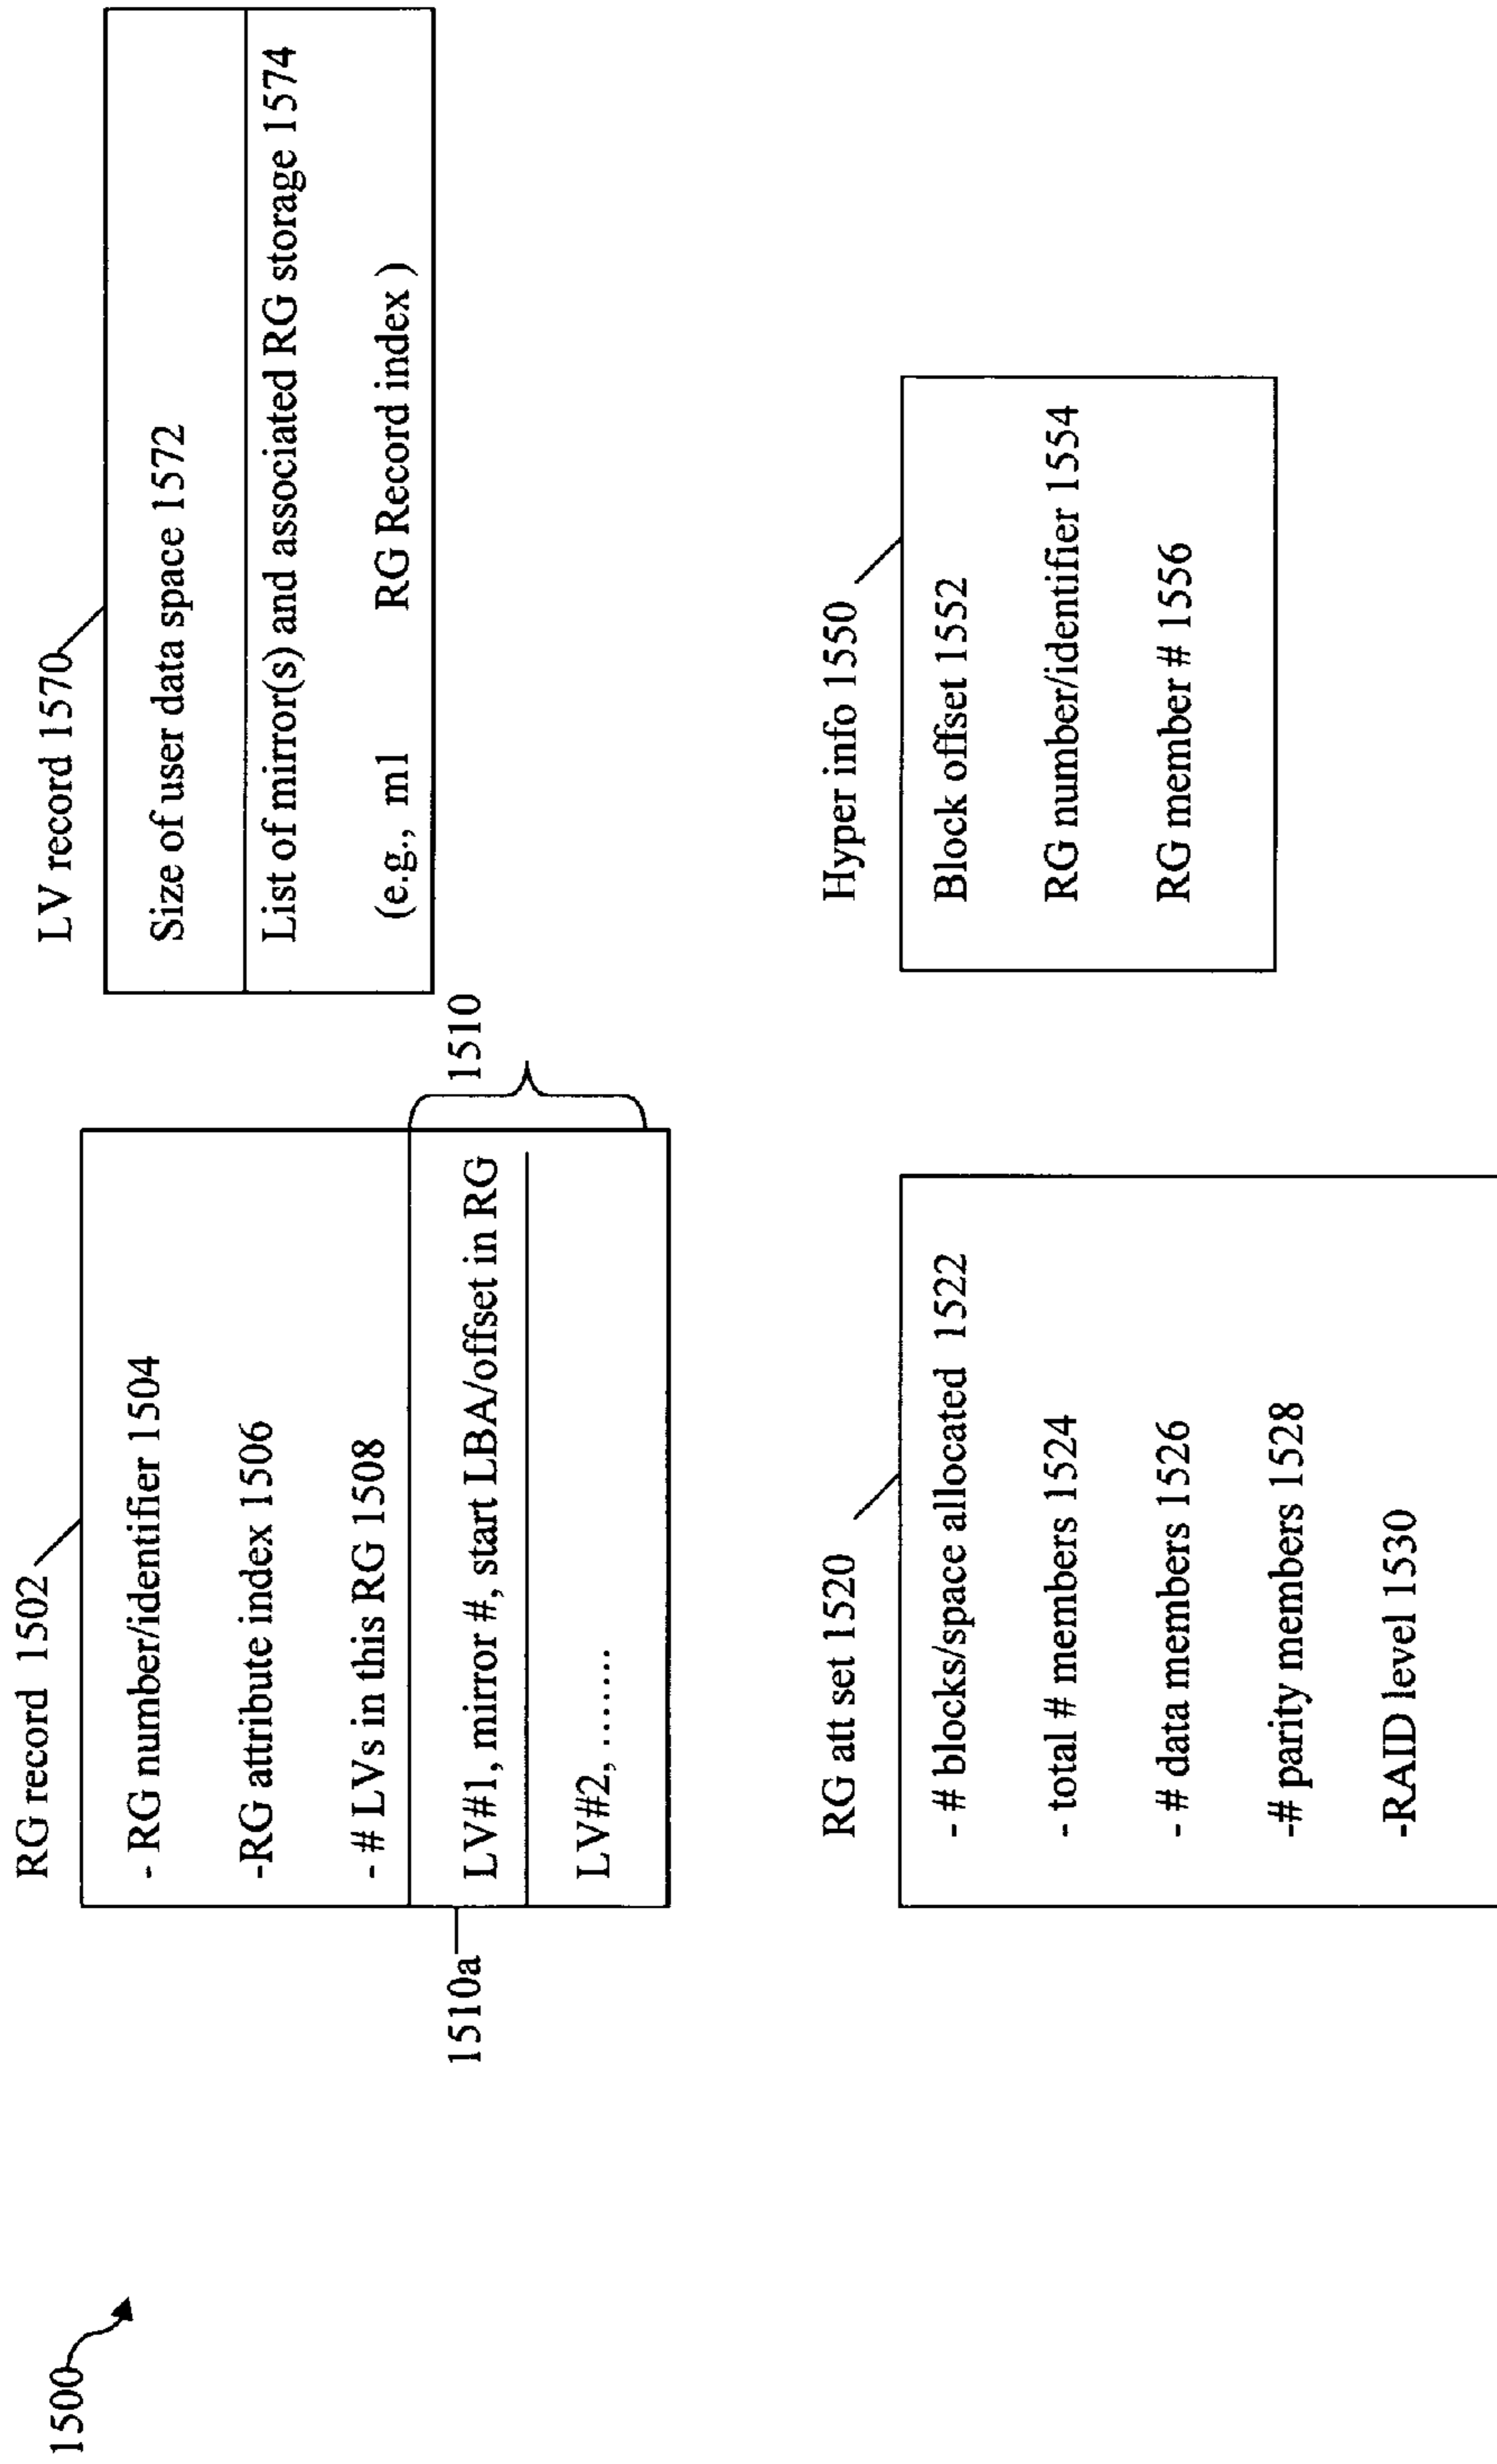 1500
RG record 1502
- RG number/identifier 1504
-RG attribute index 1506
- # LVs in this RG 1508
1510a
LV#1, mirror #, start LBA/offset in RG
LV#2, .......
1510
LV record 1570
Size of user data space 1572
List of mirror(s) and associated RG storage 1574
(e.g., m1 RG Record index )
RG att set 1520
- # blocks/space allocated 1522
- total # members 1524
- # data members 1526
-# parity members 1528
-RAID level 1530
Hyper info 1550
Block offset 1552
RG number/identifier 1554
RG member # 1556